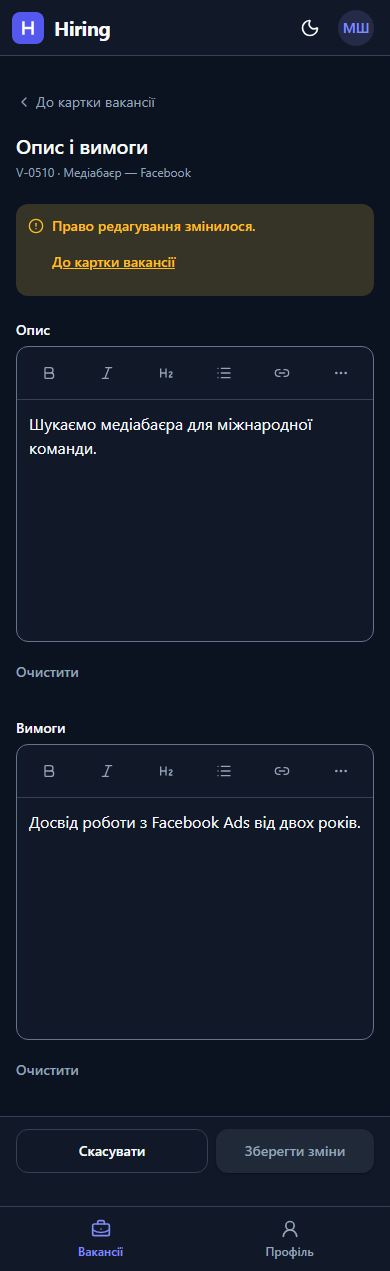 H Hiring МШ
До картки вакансії
Опис і вимоги
V-0510 · Медіабаєр — Facebook
Право редагування змінилося.
До картки вакансії
Опис
B I H2
Шукаємо медіабаєра для міжнародної
команди.
Очистити
Вимоги
B I H2
Досвід роботи з Facebook Ads від двох років.
Очистити
Скасувати Зберегти зміни
Вакансії Профіль